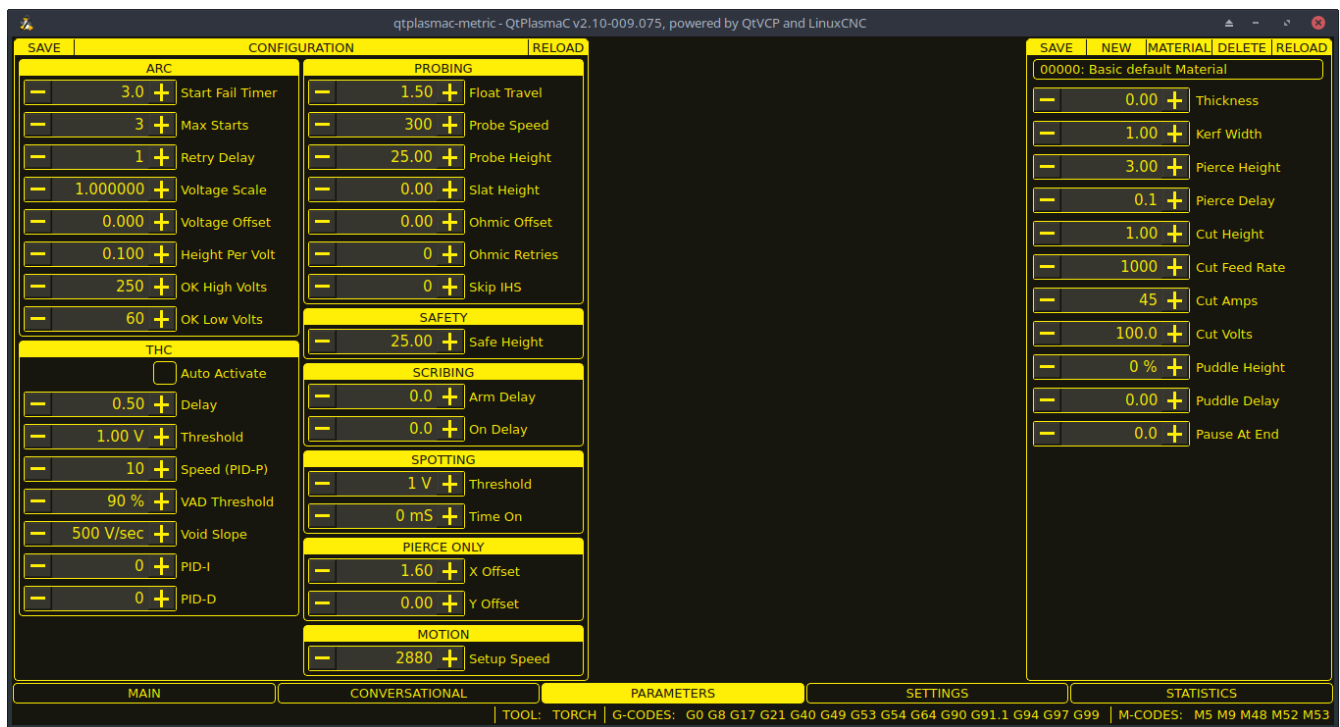 qtplasmac-metric - QtPlasmaC v2.10-009.075, powered by QtVCP and LinuxCNC
SAVE CONFIGURATION RELOAD
ARC
3.0 Start Fail Timer
3 Max Starts
1 Retry Delay
1.000000 Voltage Scale
0.000 Voltage Offset
0.100 Height Per Volt
250 OK High Volts
60 OK Low Volts
THC
Auto Activate
0.50 Delay
1.00 V Threshold
10 Speed (PID-P)
90 % VAD Threshold
500 V/sec Void Slope
0 PID-I
0 PID-D
PROBING
1.50 Float Travel
300 Probe Speed
25.00 Probe Height
0.00 Slat Height
0.00 Ohmic Offset
0 Ohmic Retries
0 Skip IHS
SAFETY
25.00 Safe Height
SCRIBING
0.0 Arm Delay
0.0 On Delay
SPOTTING
1 V Threshold
0 mS Time On
PIERCE ONLY
1.60 X Offset
0.00 Y Offset
MOTION
2880 Setup Speed
SAVE NEW MATERIAL DELETE RELOAD
00000: Basic default Material
0.00 Thickness
1.00 Kerf Width
3.00 Pierce Height
0.1 Pierce Delay
1.00 Cut Height
1000 Cut Feed Rate
45 Cut Amps
100.0 Cut Volts
0 % Puddle Height
0.00 Puddle Delay
0.0 Pause At End
MAIN CONVERSATIONAL PARAMETERS SETTINGS STATISTICS
TOOL: TORCH G-CODES: G0 G8 G17 G21 G40 G49 G53 G54 G64 G90 G91.1 G94 G97 G99 M-CODES: M5 M9 M48 M52 M53